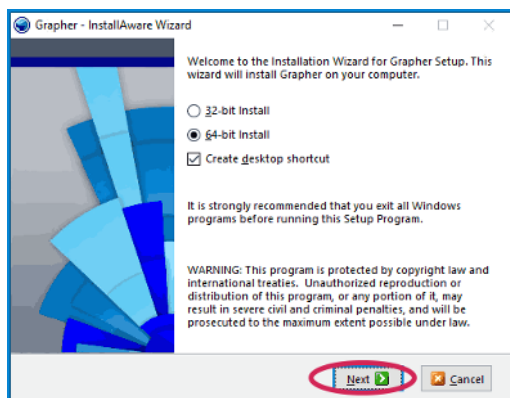 Grapher - InstallAware Wizard
Welcome to the Installation Wizard for Grapher Setup. This
wizard will install Grapher on your computer.
32-bit Install
64-bit Install
Create desktop shortcut
It is strongly recommended that you exit all Windows
programs before running this Setup Program.
WARNING: This program is protected by copyright law and
international treaties. Unauthorized reproduction or
distribution of this program, or any portion of it, may
result in severe civil and criminal penalties, and will be
prosecuted to the maximum extent possible under law.
Next
Cancel